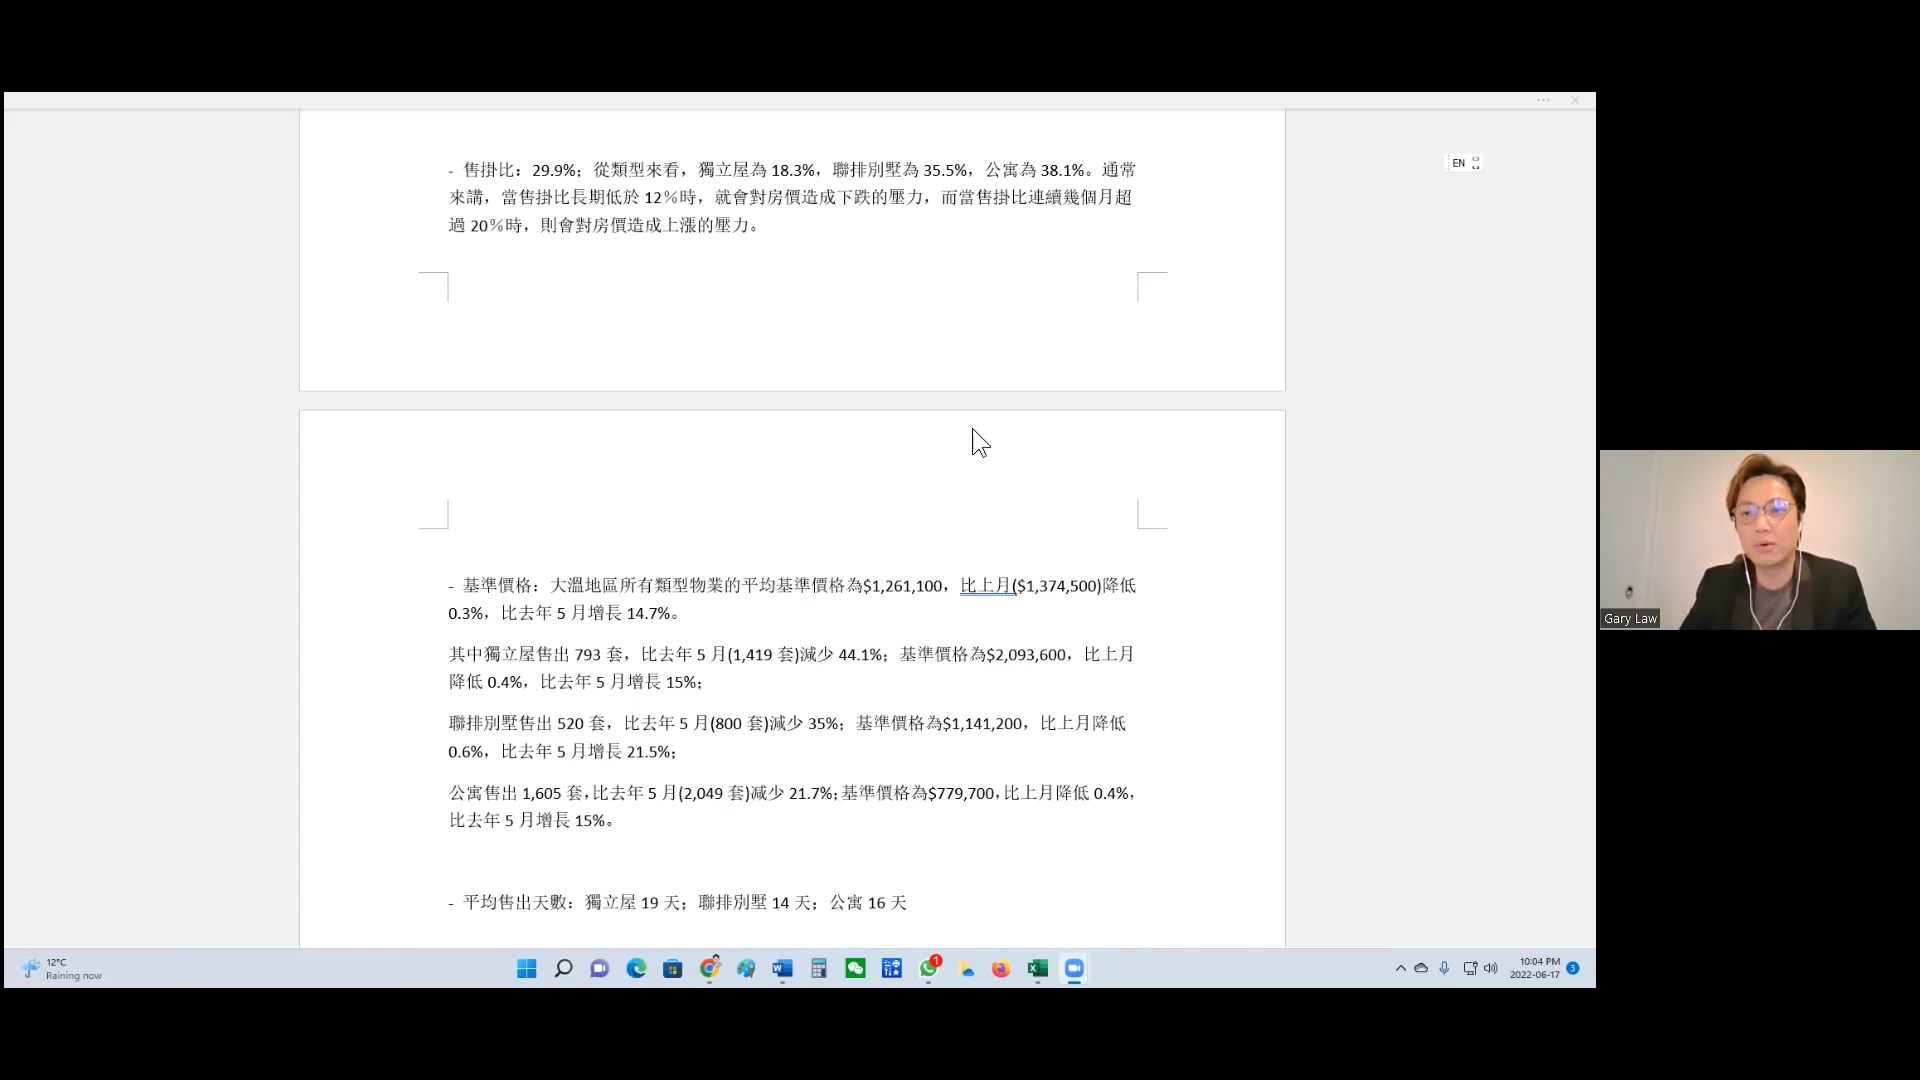 EN
- 售掛比：29.9%；從類型來看，獨立屋為 18.3%，聯排別墅為 35.5%，公寓為 38.1%。通常
來講，當售掛比長期低於 12%時，就會對房價造成下跌的壓力，而當售掛比連續幾個月超
過 20%時，則會對房價造成上漲的壓力。
- 基準價格：大溫地區所有類型物業的平均基準價格為$1,261,100，比上月($1,374,500)降低
0.3%，比去年 5 月增長 14.7%。
其中獨立屋售出 793 套，比去年 5 月(1,419 套)減少 44.1%；基準價格為$2,093,600，比上月
降低 0.4%，比去年 5 月增長 15%；
聯排別墅售出 520 套，比去年 5 月(800 套)減少 35%；基準價格為$1,141,200，比上月降低
0.6%，比去年 5 月增長 21.5%；
公寓售出 1,605 套，比去年 5 月(2,049 套)减少 21.7%；基準價格為$779,700，比上月降低 0.4%，
比去年 5 月增長 15%。
- 平均售出天數：獨立屋 19 天；聯排別墅 14 天；公寓 16 天
Gary Law
12°C
Raining now
1
10:04 PM
2022-06-17
3